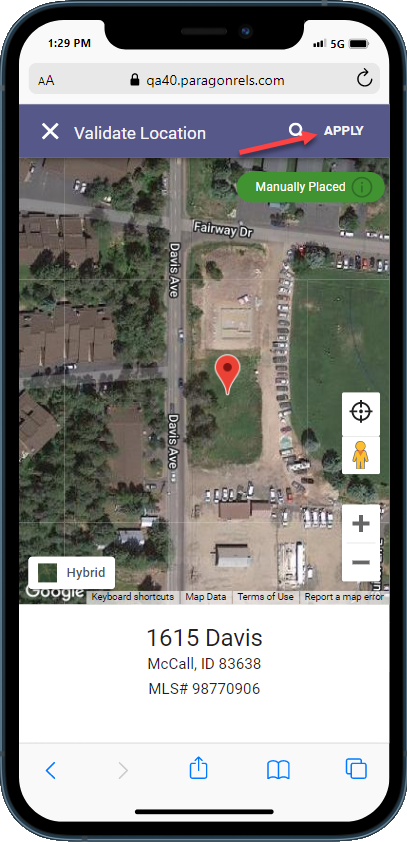 1:29 PM 5G
AA qa40.paragonrels.com
Validate Location APPLY
Manually Placed
Fairway Dr
Davis Ave
Davis Ave
Hybrid
Google
Keyboard shortcuts Map Data Terms of Use Report a map error
1615 Davis
McCall, ID 83638
MLS# 98770906